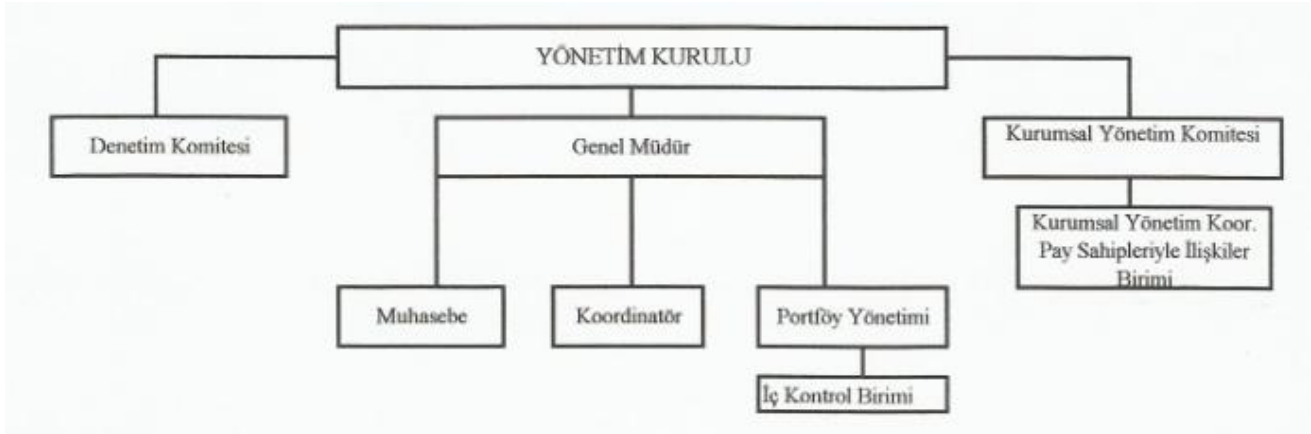 YÖNETİM KURULU
Denetim Komitesi
Genel Müdür
Kurumsal Yönetim Komitesi
Kurumsal Yönetim Koor.
Pay Sahipleriyle İlişkiler
Birimi
Muhasebe
Koordinatör
Portföy Yönetimi
İç Kontrol Birimi